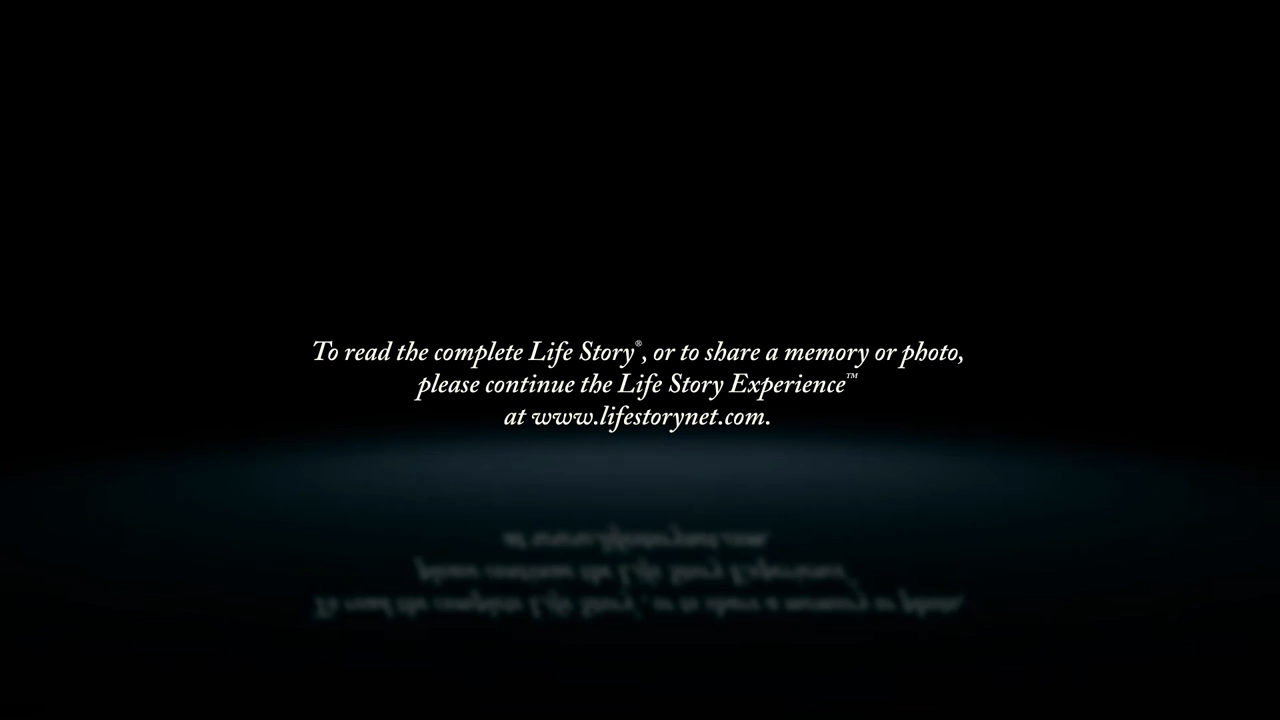 To read the complete Life Story®, or to share a memory or photo,
please continue the Life Story Experience™
at www.lifestorynet.com.